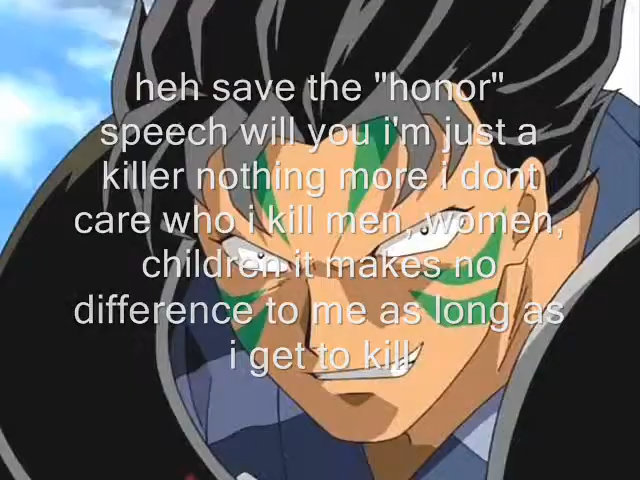 heh save the "honor"
speech will you i'm just a
killer nothing more i dont
care who i kill men, women,
children it makes no
difference to me as long as
i get to kill